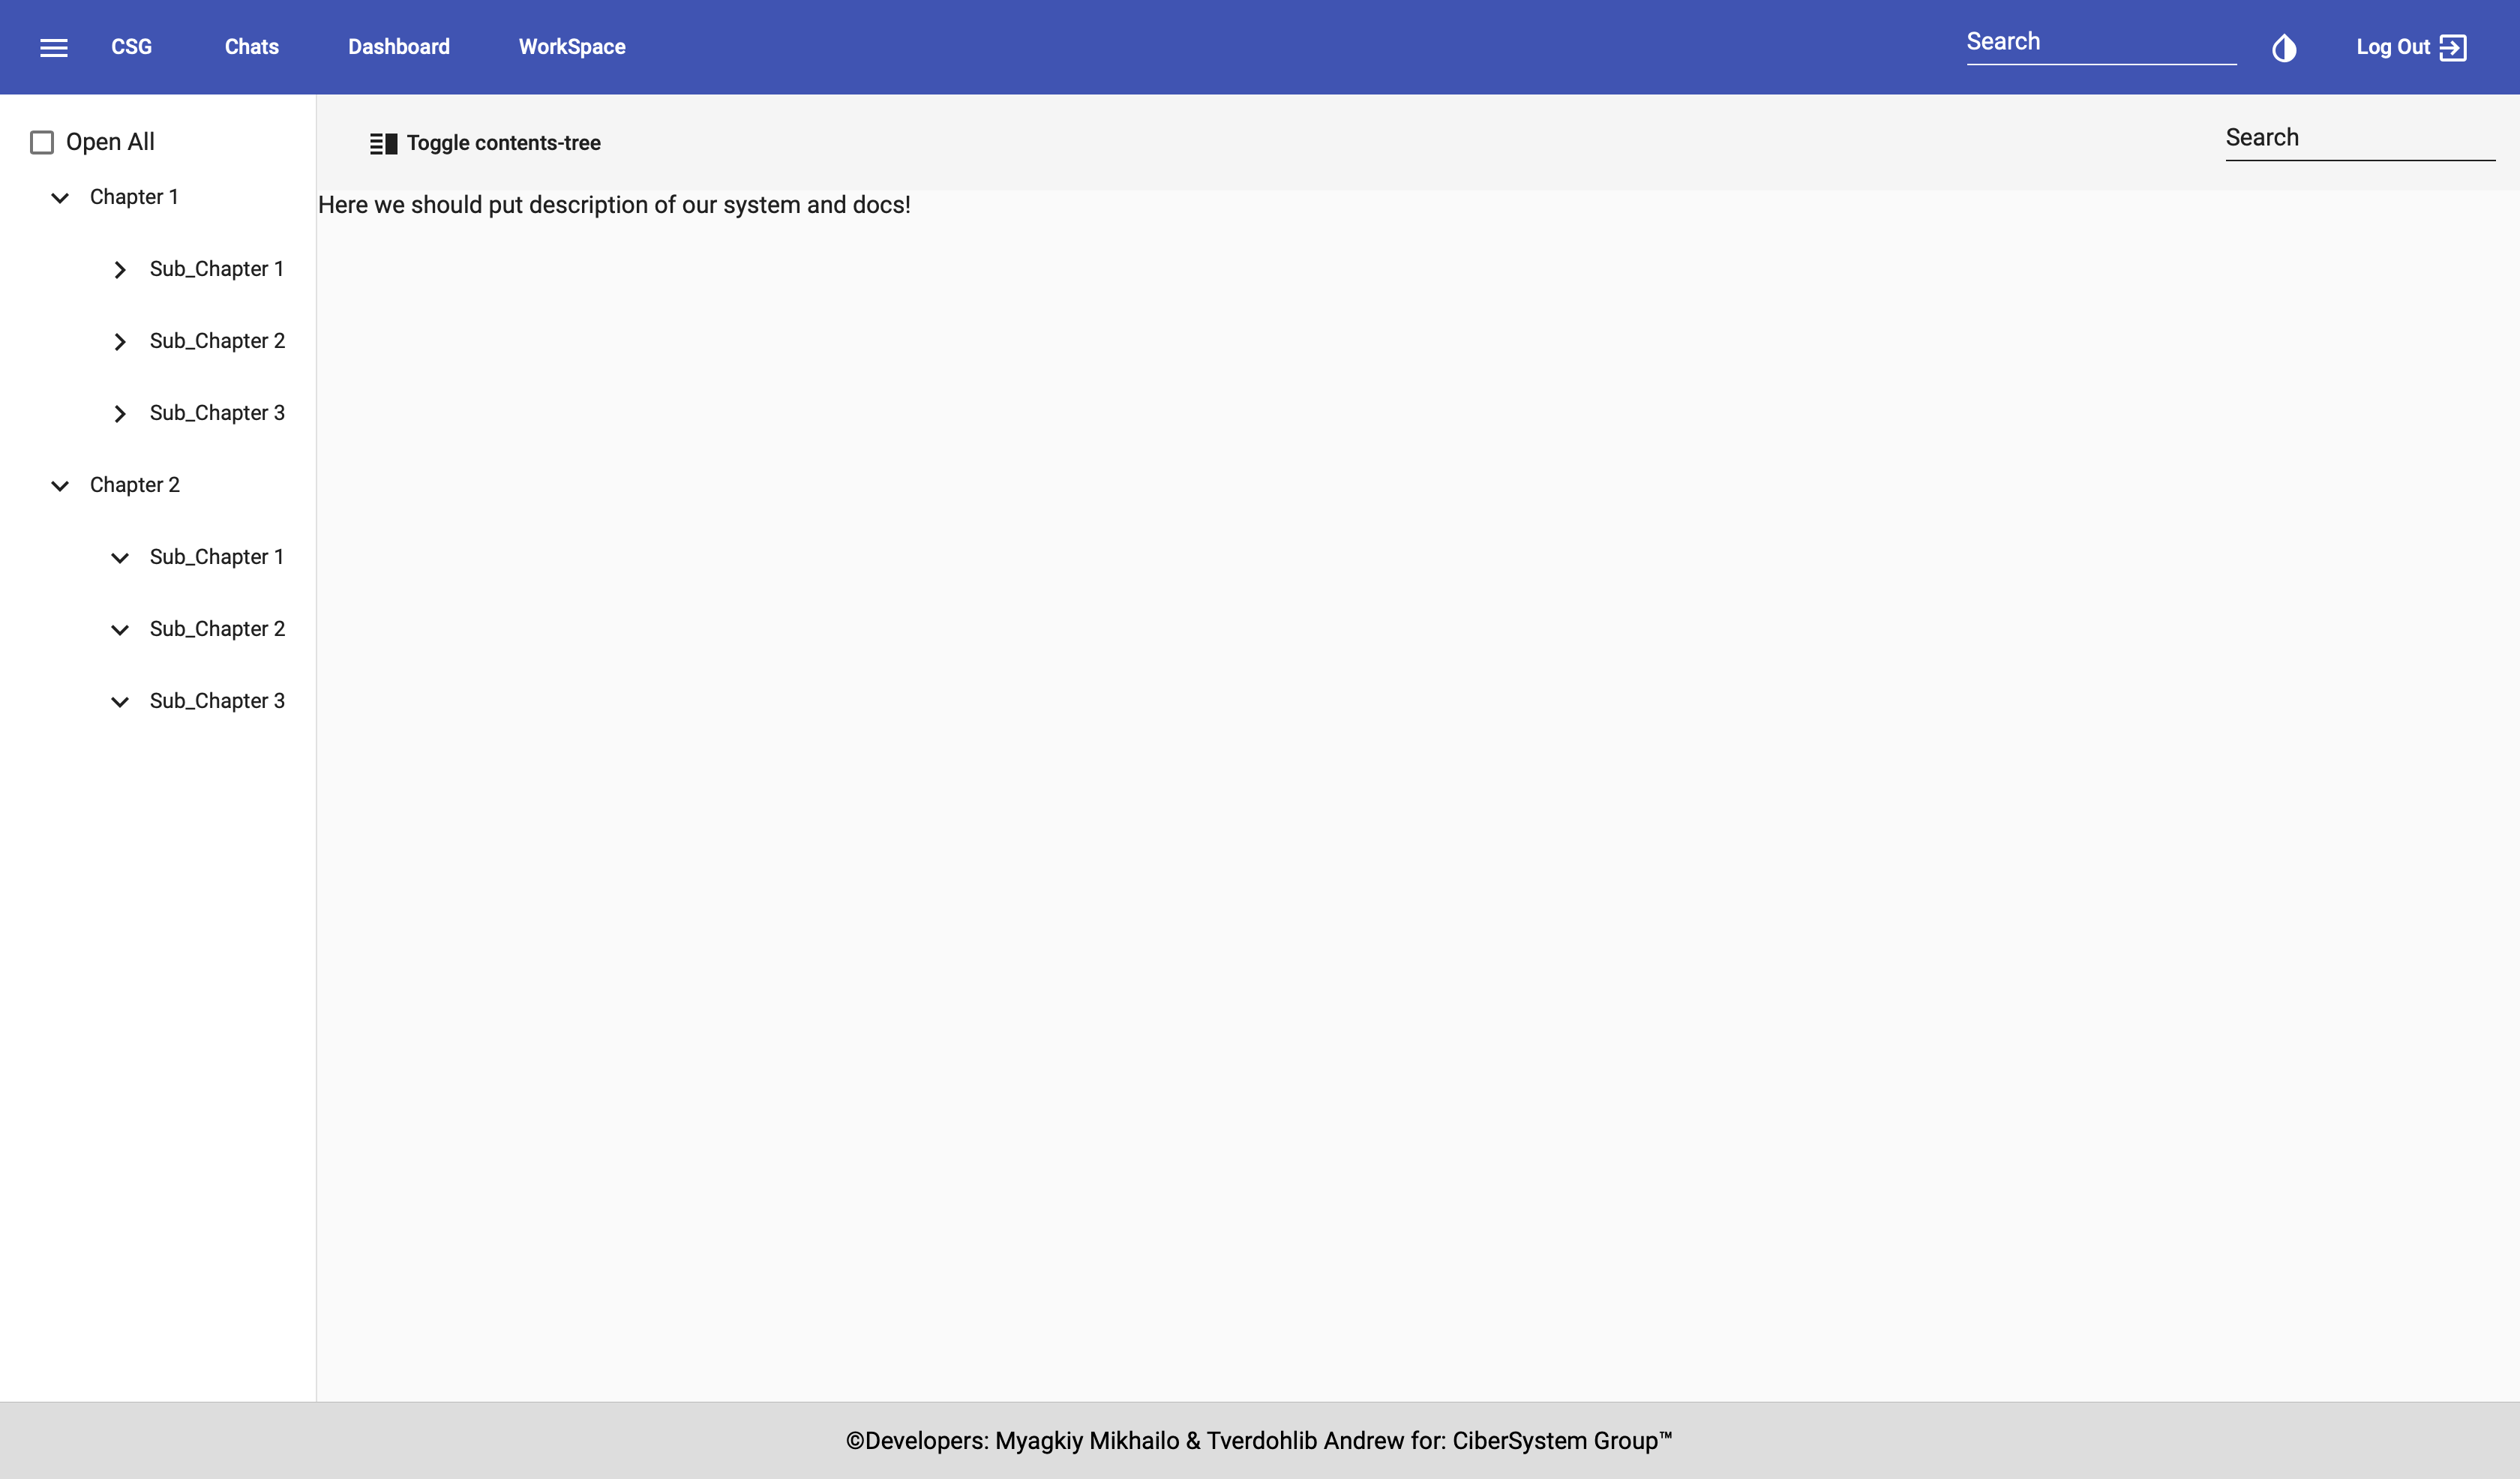 CSG Chats Dashboard WorkSpace Search Log Out
Open All
Chapter 1
Sub_Chapter 1
Sub_Chapter 2
Sub_Chapter 3
Chapter 2
Sub_Chapter 1
Sub_Chapter 2
Sub_Chapter 3
Toggle contents-tree Search
Here we should put description of our system and docs!
©Developers: Myagkiy Mikhailo & Tverdohlib Andrew for: CiberSystem Group™